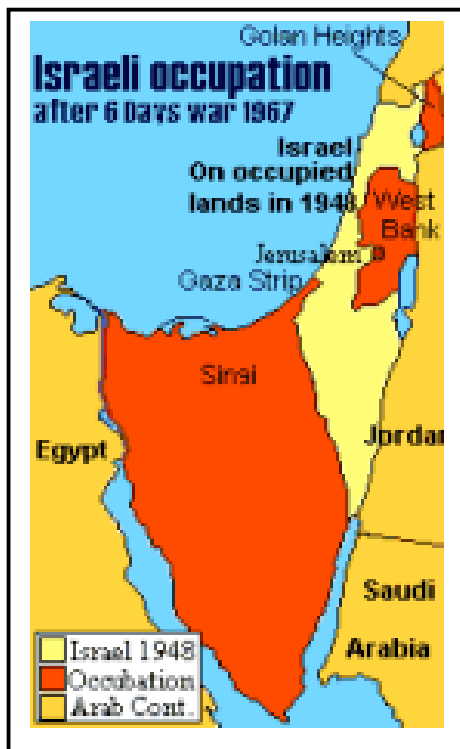 Golan Heights
Israeli occupation
after 6 Days war 1967
Israel
On occupied
lands in 1948
West
Bank
Jerusalem
Gaza Strip
Sinai
Egypt
Jordan
Saudi
Arabia
Israel 1948
Occubation
Arab Cont.